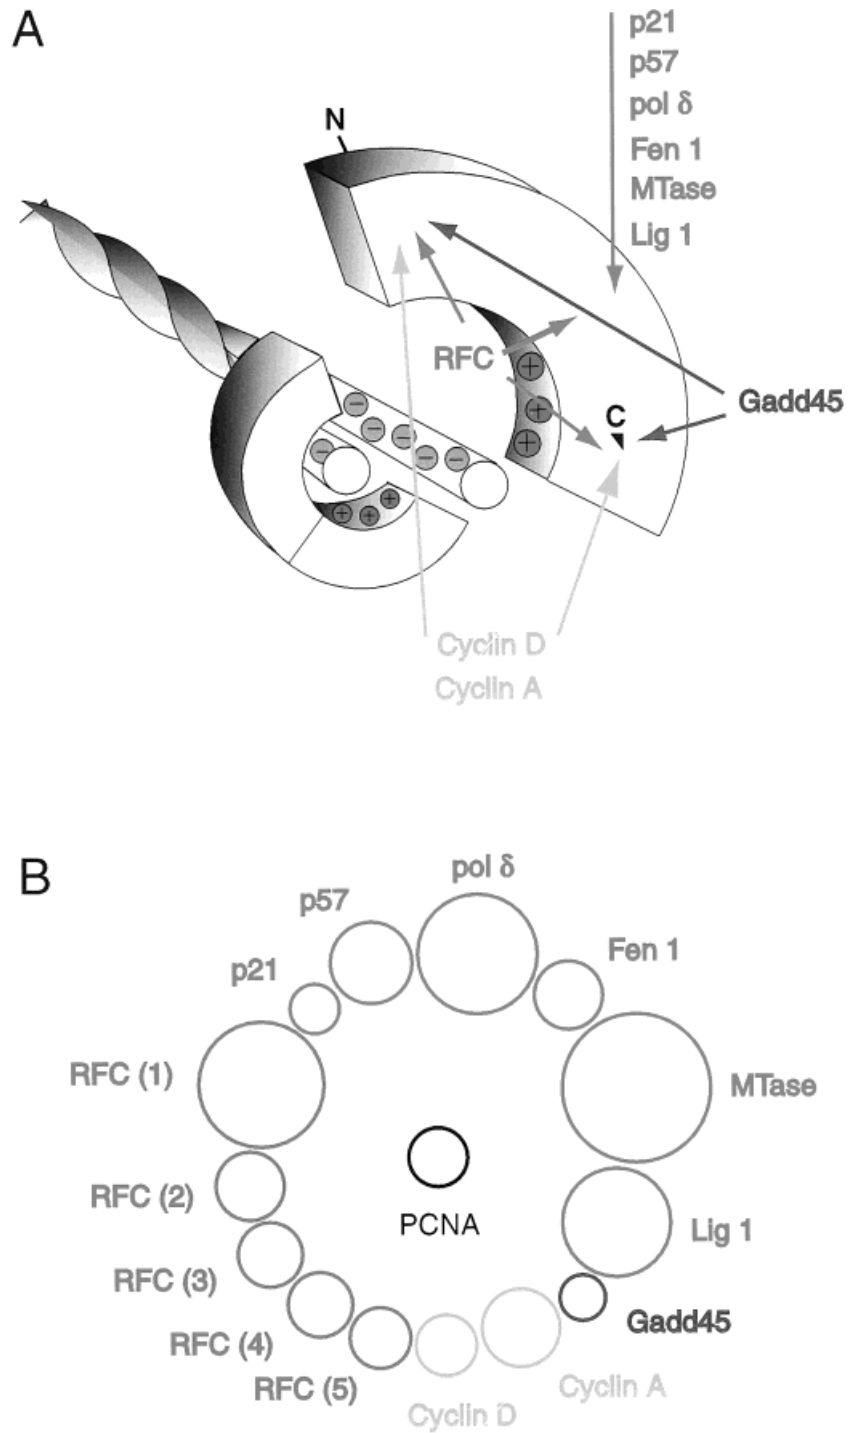 A
p21
p57
pol δ
Fen 1
MTase
Lig 1
N
RFC
Gadd45
C
Cyclin D
Cyclin A
B
pol δ
p57
Fen 1
p21
RFC (1)
MTase
RFC (2)
PCNA
Lig 1
RFC (3)
Gadd45
RFC (4)
RFC (5)
Cyclin A
Cyclin D